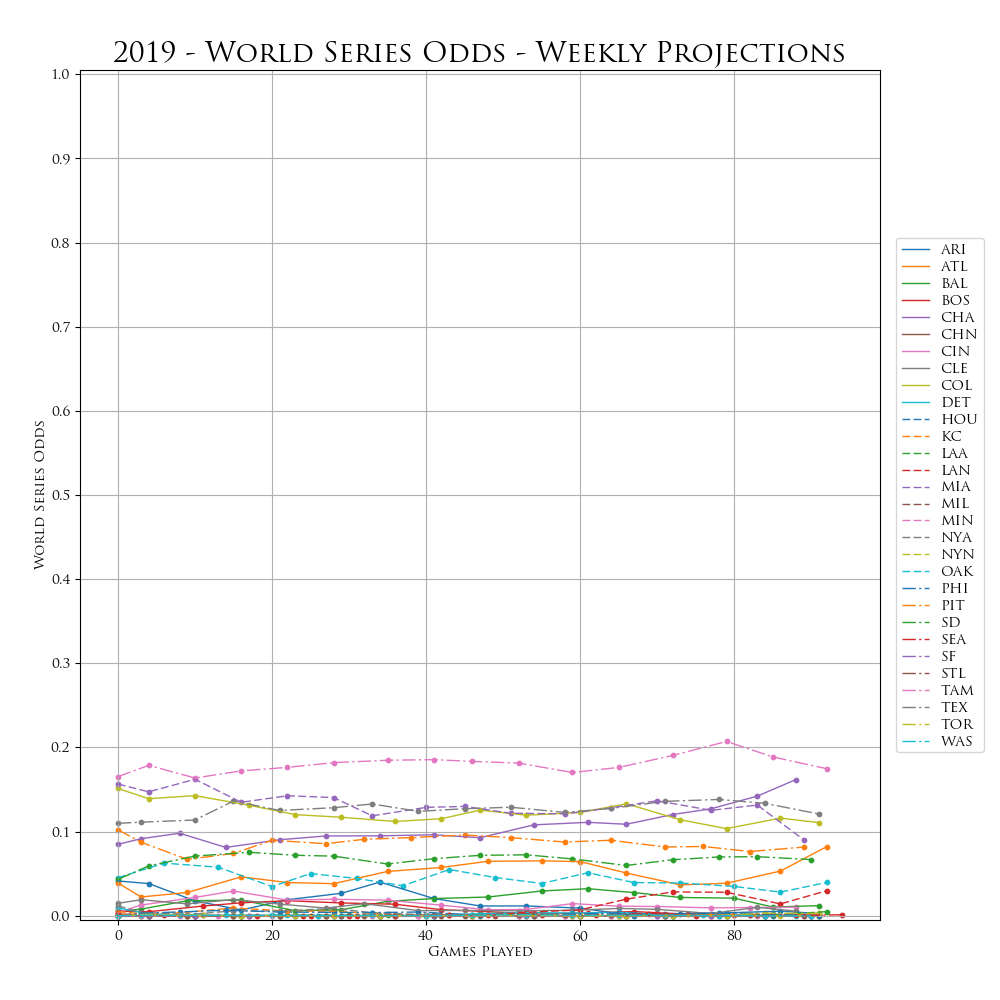 2019 - World Series Odds - Weekly Projections
1.0
0.9
0.8
0.7
0.6
0.5
0.4
0.3
0.2
0.1
0.0
World Series Odds
0 20 40 60 80
Games Played
ARI
ATL
BAL
BOS
CHA
CHN
CIN
CLE
COL
DET
HOU
KC
LAA
LAN
MIA
MIL
MIN
NYA
NYN
OAK
PHI
PIT
SD
SEA
SF
STL
TAM
TEX
TOR
WAS